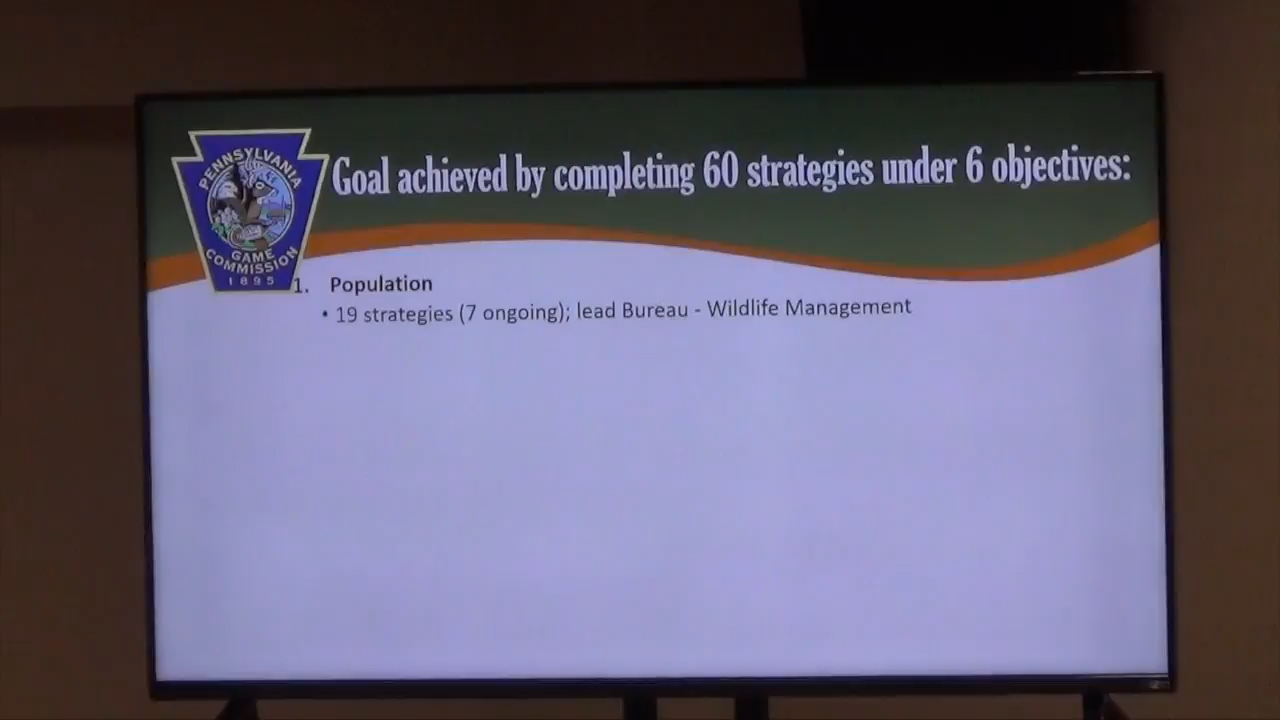 PENNSYLVANIA
GAME
COMMISSION
1895
Goal achieved by completing 60 strategies under 6 objectives:
1. Population
• 19 strategies (7 ongoing); lead Bureau - Wildlife Management